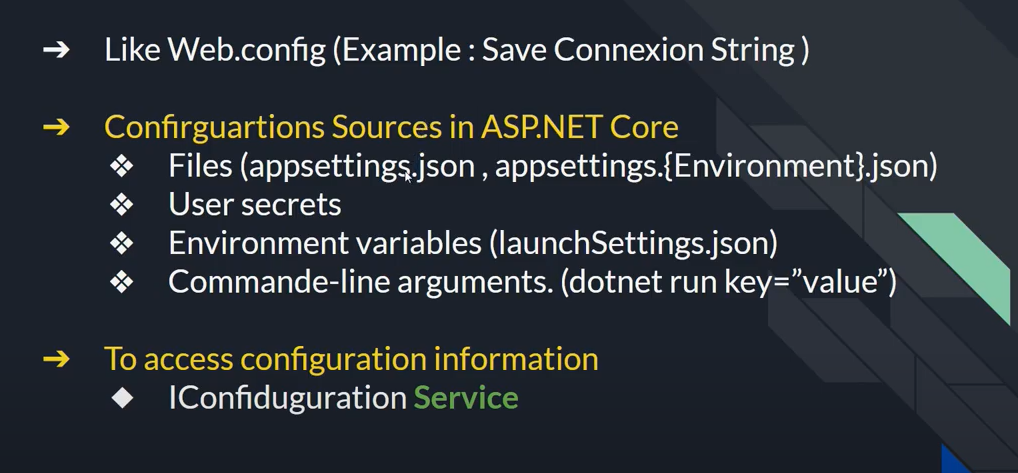 Like Web.config (Example : Save Connexion String )
Confirguartions Sources in ASP.NET Core
Files (appsettings.json , appsettings.{Environment}.json)
User secrets
Environment variables (launchSettings.json)
Commande-line arguments. (dotnet run key=”value”)
To access configuration information
IConfiduguration Service